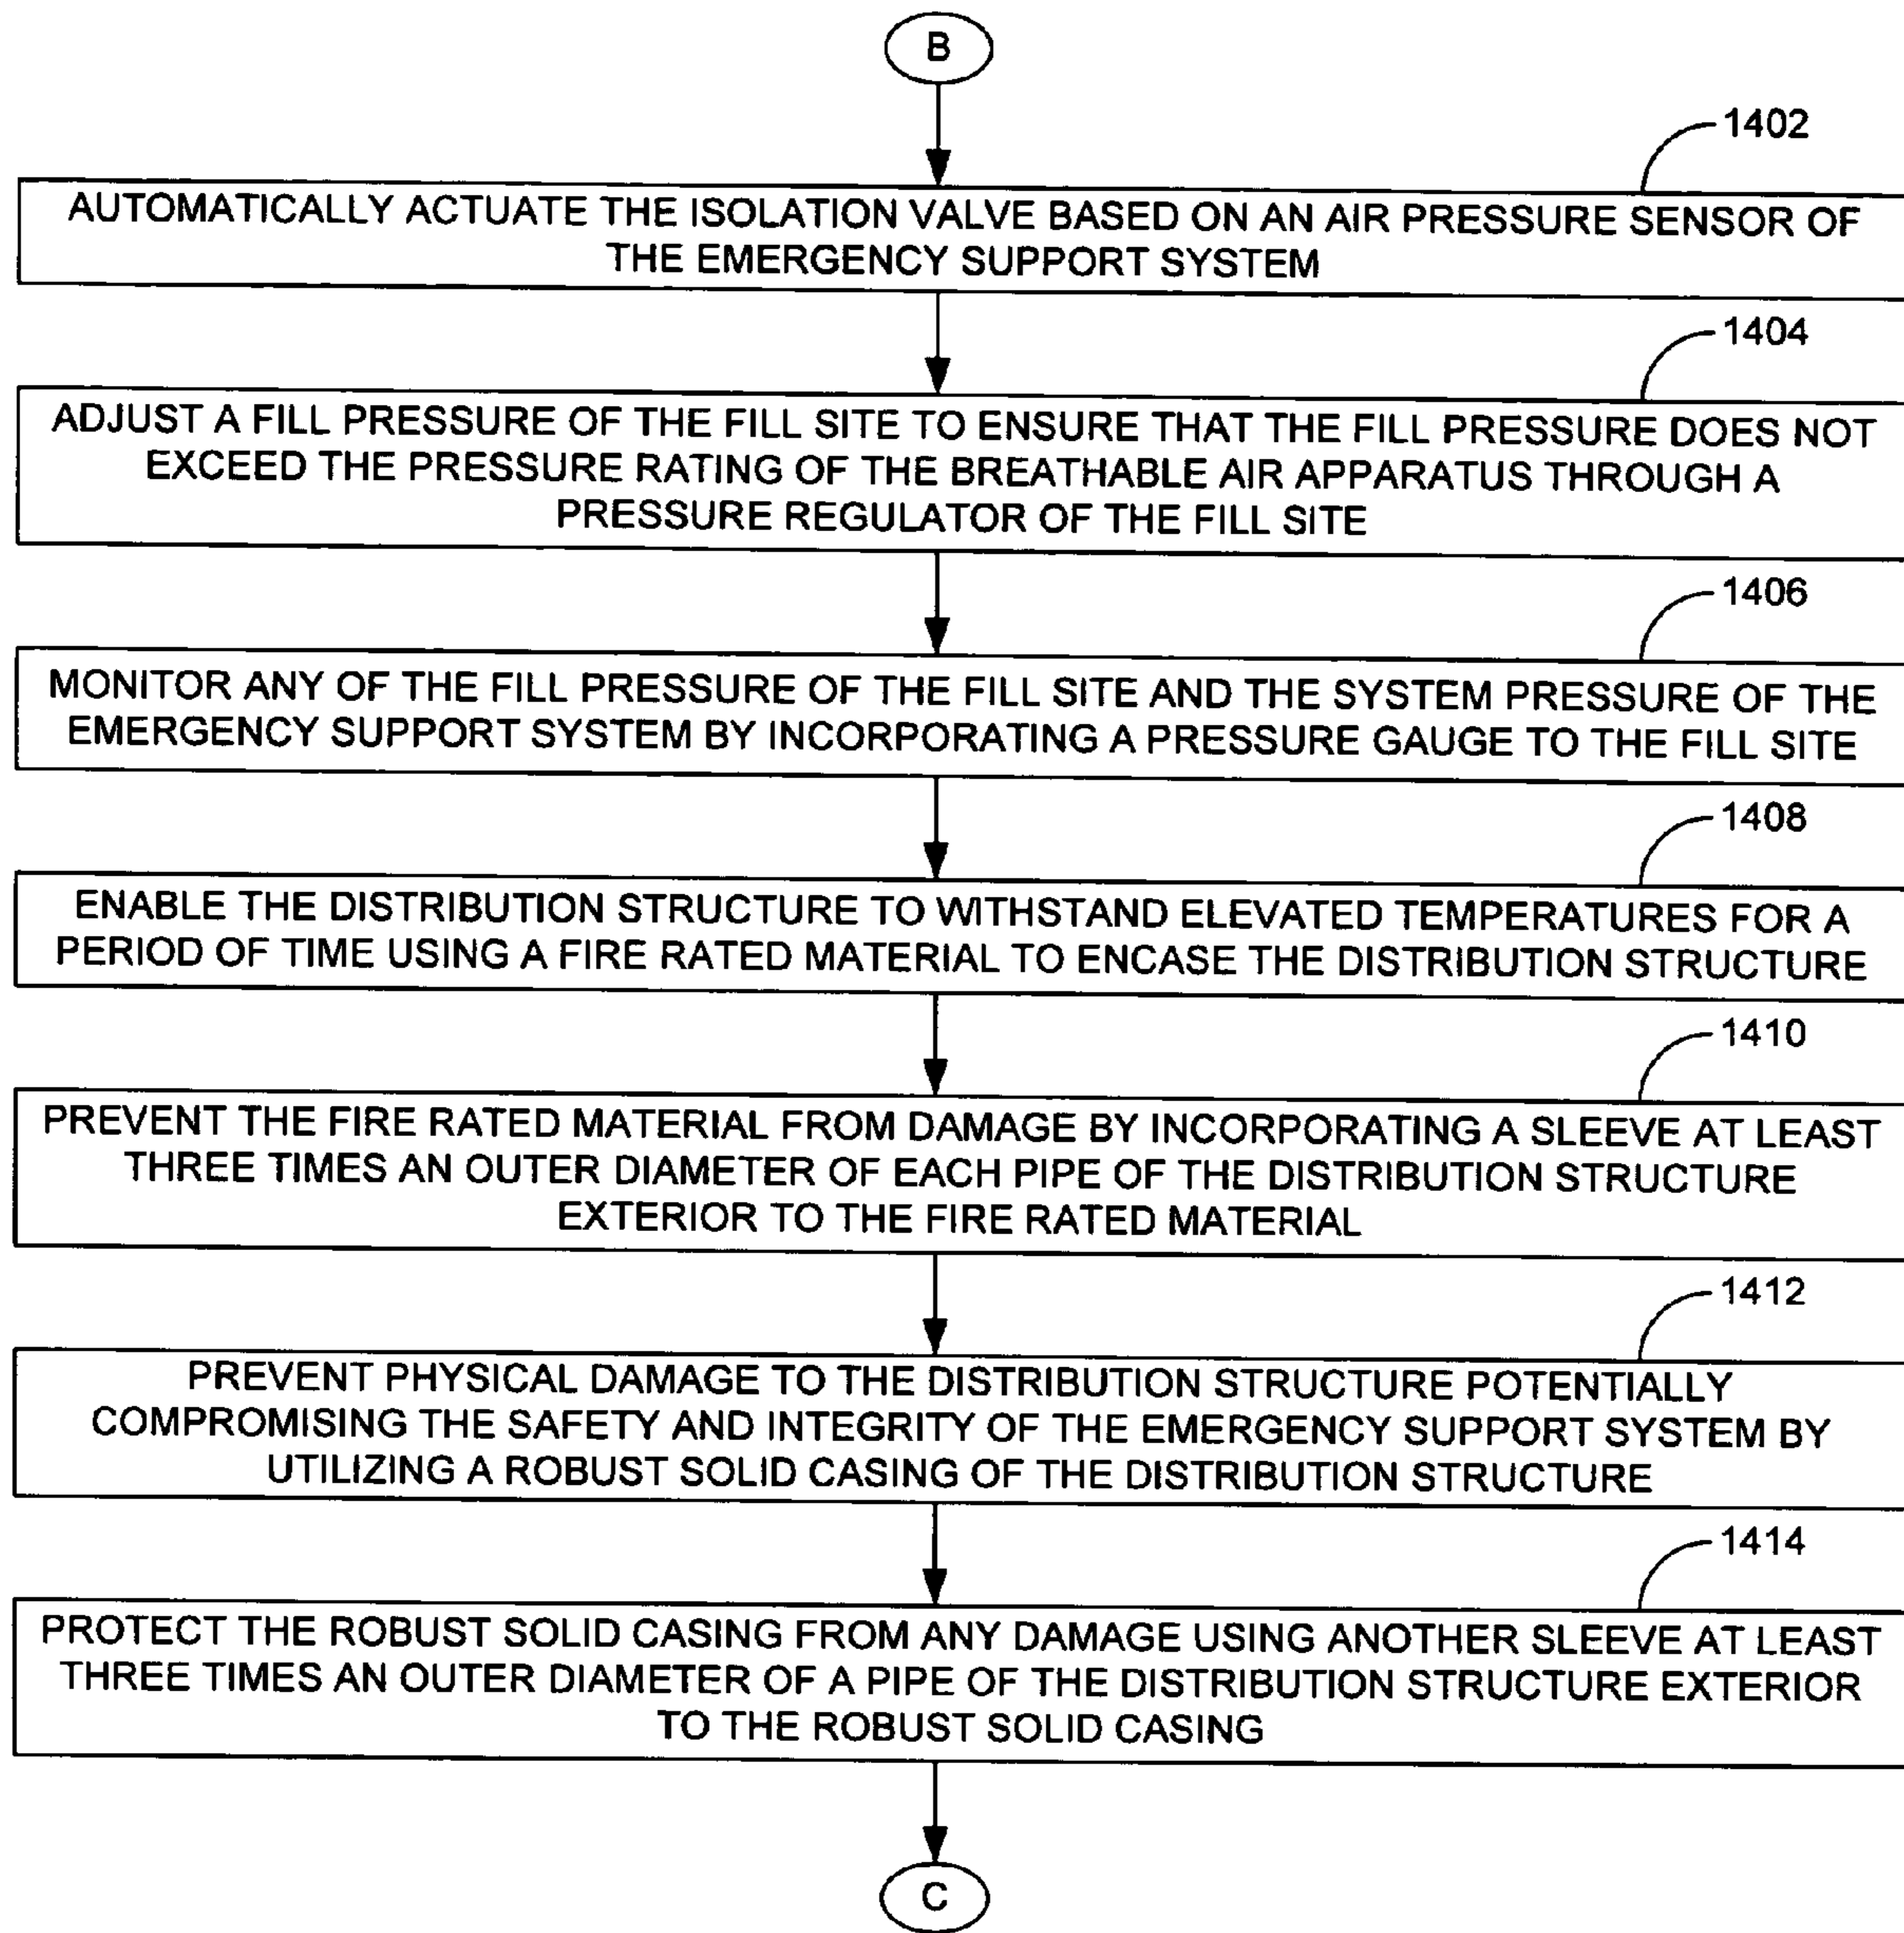 B
1402
AUTOMATICALLY ACTUATE THE ISOLATION VALVE BASED ON AN AIR PRESSURE SENSOR OF
THE EMERGENCY SUPPORT SYSTEM
1404
ADJUST A FILL PRESSURE OF THE FILL SITE TO ENSURE THAT THE FILL PRESSURE DOES NOT
EXCEED THE PRESSURE RATING OF THE BREATHABLE AIR APPARATUS THROUGH A
PRESSURE REGULATOR OF THE FILL SITE
1406
MONITOR ANY OF THE FILL PRESSURE OF THE FILL SITE AND THE SYSTEM PRESSURE OF THE
EMERGENCY SUPPORT SYSTEM BY INCORPORATING A PRESSURE GAUGE TO THE FILL SITE
1408
ENABLE THE DISTRIBUTION STRUCTURE TO WITHSTAND ELEVATED TEMPERATURES FOR A
PERIOD OF TIME USING A FIRE RATED MATERIAL TO ENCASE THE DISTRIBUTION STRUCTURE
1410
PREVENT THE FIRE RATED MATERIAL FROM DAMAGE BY INCORPORATING A SLEEVE AT LEAST
THREE TIMES AN OUTER DIAMETER OF EACH PIPE OF THE DISTRIBUTION STRUCTURE
EXTERIOR TO THE FIRE RATED MATERIAL
1412
PREVENT PHYSICAL DAMAGE TO THE DISTRIBUTION STRUCTURE POTENTIALLY
COMPROMISING THE SAFETY AND INTEGRITY OF THE EMERGENCY SUPPORT SYSTEM BY
UTILIZING A ROBUST SOLID CASING OF THE DISTRIBUTION STRUCTURE
1414
PROTECT THE ROBUST SOLID CASING FROM ANY DAMAGE USING ANOTHER SLEEVE AT LEAST
THREE TIMES AN OUTER DIAMETER OF A PIPE OF THE DISTRIBUTION STRUCTURE EXTERIOR
TO THE ROBUST SOLID CASING
C